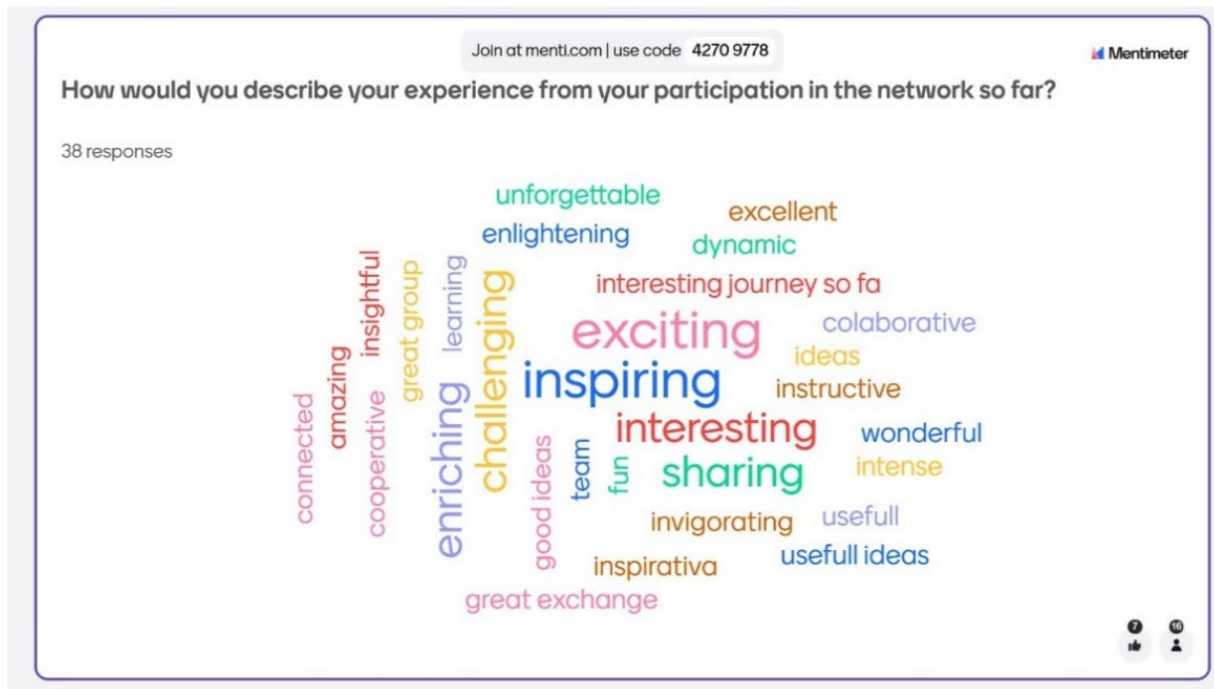 Join at menti.com | use code 4270 9778
Mentimeter
How would you describe your experience from your participation in the network so far?
38 responses
unforgettable
excellent
enlightening
dynamic
insightful
great group
learning
challenging
interesting journey so fa
exciting
colaborative
amazing
ideas
inspiring
instructive
connected
cooperative
enriching
interesting
wonderful
good ideas
team
fun
sharing
intense
invigorating
usefull
inspirativa
usefull ideas
great exchange
7
16